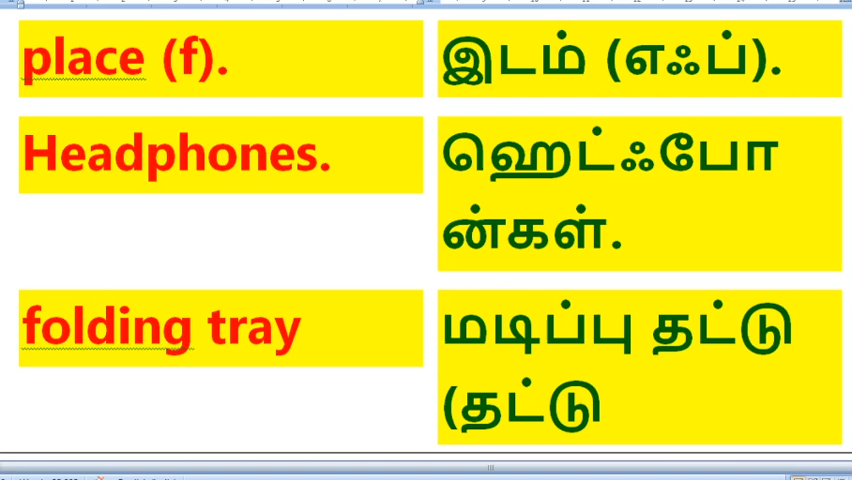 place (f).
இடம் (எஃப்).
Headphones.
ஹெட்ஃபோ
ன்கள்.
folding tray
மடிப்பு தட்டு
(தட்டு